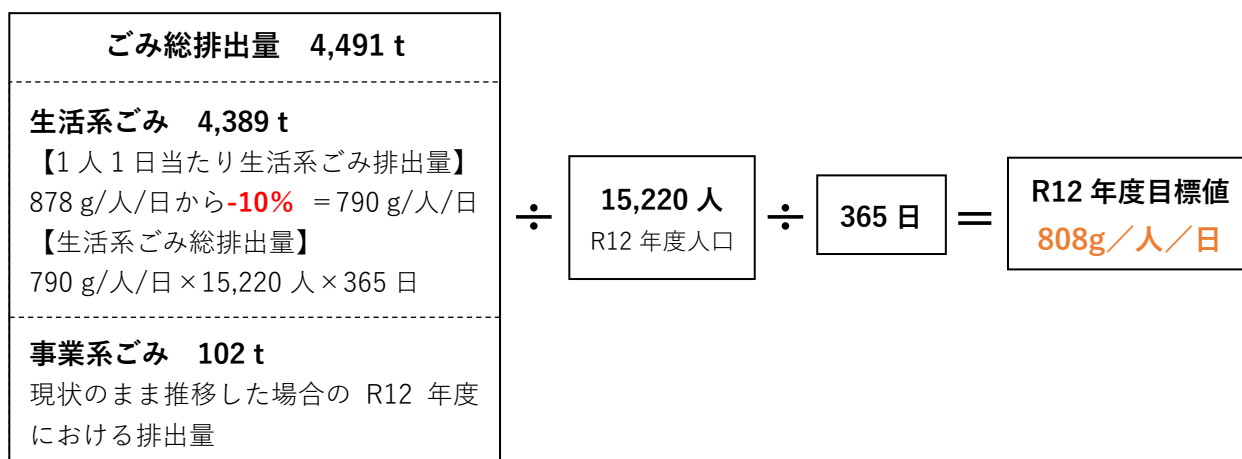 ごみ総排出量　4,491 t
生活系ごみ　4,389 t
【1 人 1 日当たり生活系ごみ排出量】
878 g/人/日から-10% ＝790 g/人/日
【生活系ごみ総排出量】
790 g/人/日×15,220 人×365 日
事業系ごみ　102 t
現状のまま推移した場合の R12 年度
における排出量
÷
15,220 人
R12 年度人口
÷
365 日
＝
R12 年度目標値
808g／人／日